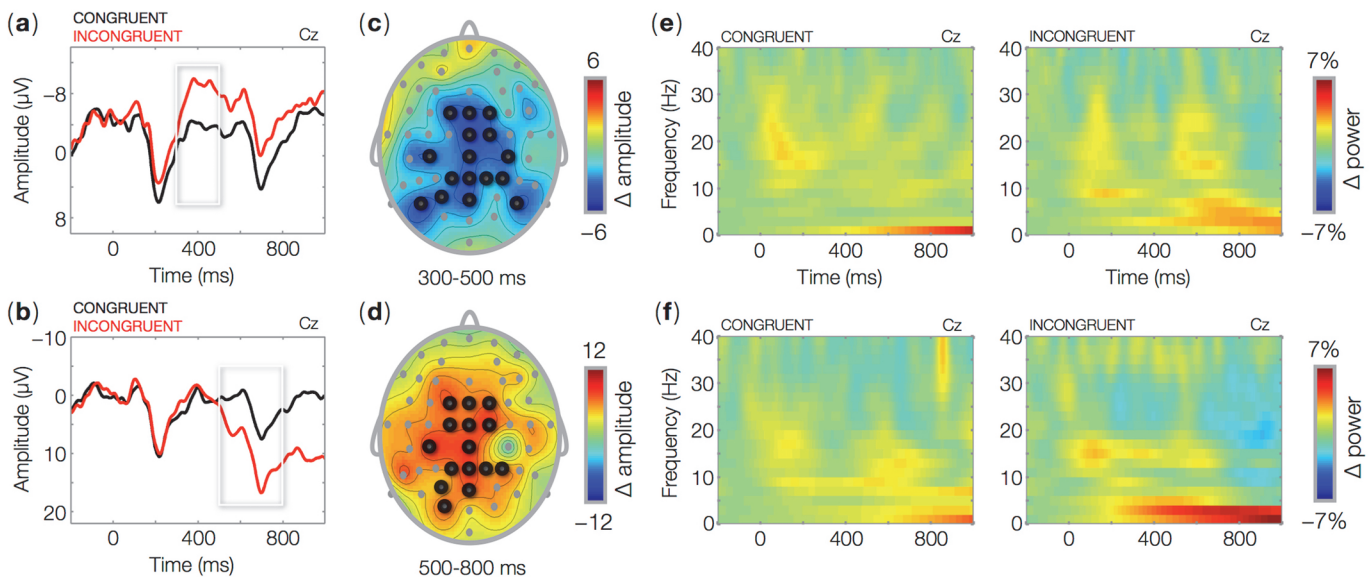 (a)
CONGRUENT
INCONGRUENT
Cz
Amplitude (µV)
−8
0
8
0
400
800
Time (ms)
(c)
6
Δ amplitude
−6
300-500 ms
(e)
CONGRUENT
Cz
Frequency (Hz)
40
30
20
10
0
0
400
800
Time (ms)
INCONGRUENT
Cz
40
30
20
10
0
0
400
800
Time (ms)
7%
Δ power
−7%
(b)
CONGRUENT
INCONGRUENT
Cz
Amplitude (µV)
−10
0
10
20
0
400
800
Time (ms)
(d)
12
Δ amplitude
−12
500-800 ms
(f)
CONGRUENT
Cz
Frequency (Hz)
40
30
20
10
0
0
400
800
Time (ms)
INCONGRUENT
Cz
40
30
20
10
0
0
400
800
Time (ms)
7%
Δ power
−7%